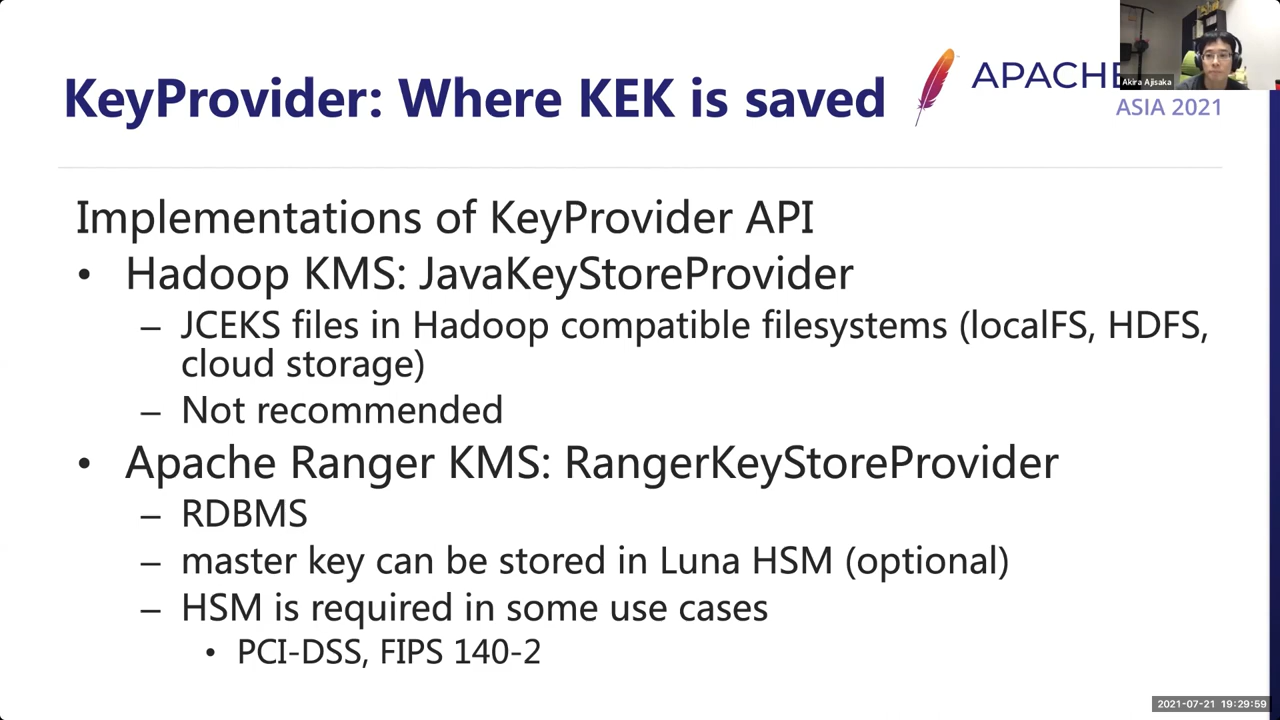 KeyProvider: Where KEK is saved
APACHE
ASIA 2021
Akira Ajisaka
Implementations of KeyProvider API
• Hadoop KMS: JavaKeyStoreProvider
– JCEKS files in Hadoop compatible filesystems (localFS, HDFS,
cloud storage)
– Not recommended
• Apache Ranger KMS: RangerKeyStoreProvider
– RDBMS
– master key can be stored in Luna HSM (optional)
– HSM is required in some use cases
• PCI-DSS, FIPS 140-2
2021-07-21 19:29:59